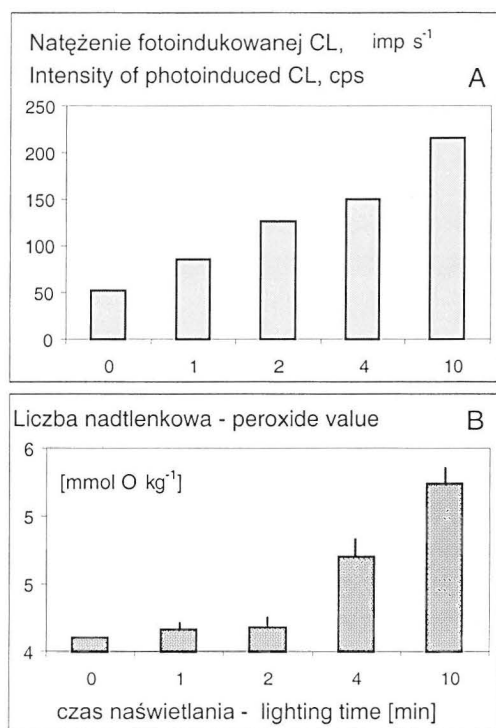 Natężenie fotoindukowanej CL, imp s⁻¹
Intensity of photoinduced CL, cps A
250
200
150
100
50
0
0 1 2 4 10
Liczba nadtlenkowa - peroxide value B
6
[mmol O kg⁻¹]
5
5
4
0 1 2 4 10
czas naświetlania - lighting time [min]